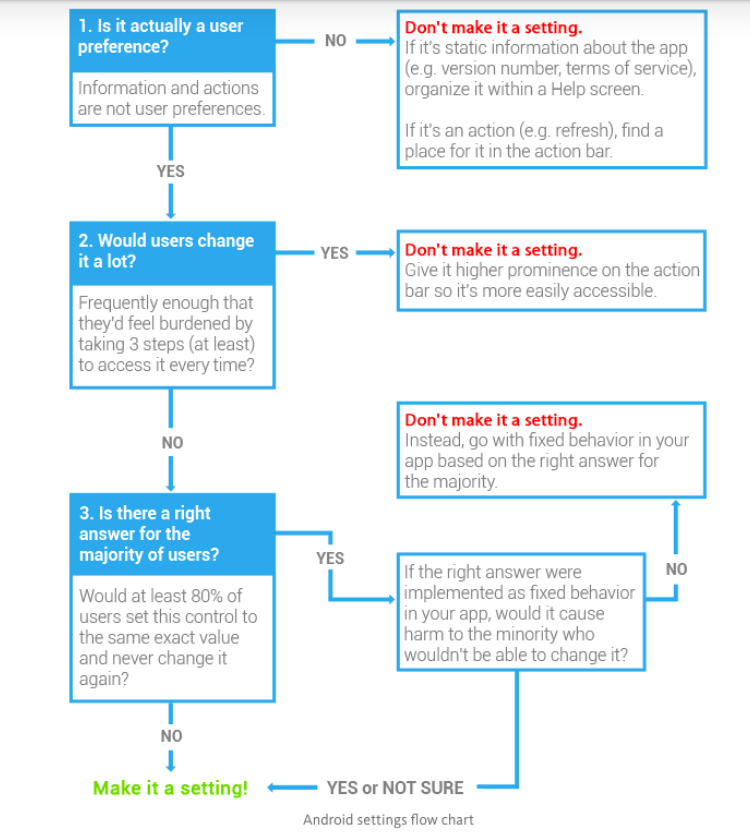 1. Is it actually a user
preference?
Information and actions
are not user preferences.
NO
Don't make it a setting.
If it's static information about the app
(e.g. version number, terms of service),
organize it within a Help screen.
If it's an action (e.g. refresh), find a
place for it in the action bar.
YES
2. Would users change
it a lot?
Frequently enough that
they'd feel burdened by
taking 3 steps (at least)
to access it every time?
YES
Don't make it a setting.
Give it higher prominence on the action
bar so it's more easily accessible.
NO
3. Is there a right
answer for the
majority of users?
Would at least 80% of
users set this control to
the same exact value
and never change it
again?
YES
If the right answer were
implemented as fixed behavior
in your app, would it cause
harm to the minority who
wouldn't be able to change it?
NO
Don't make it a setting.
Instead, go with fixed behavior in your
app based on the right answer for
the majority.
NO
Make it a setting!
YES or NOT SURE
Android settings flow chart